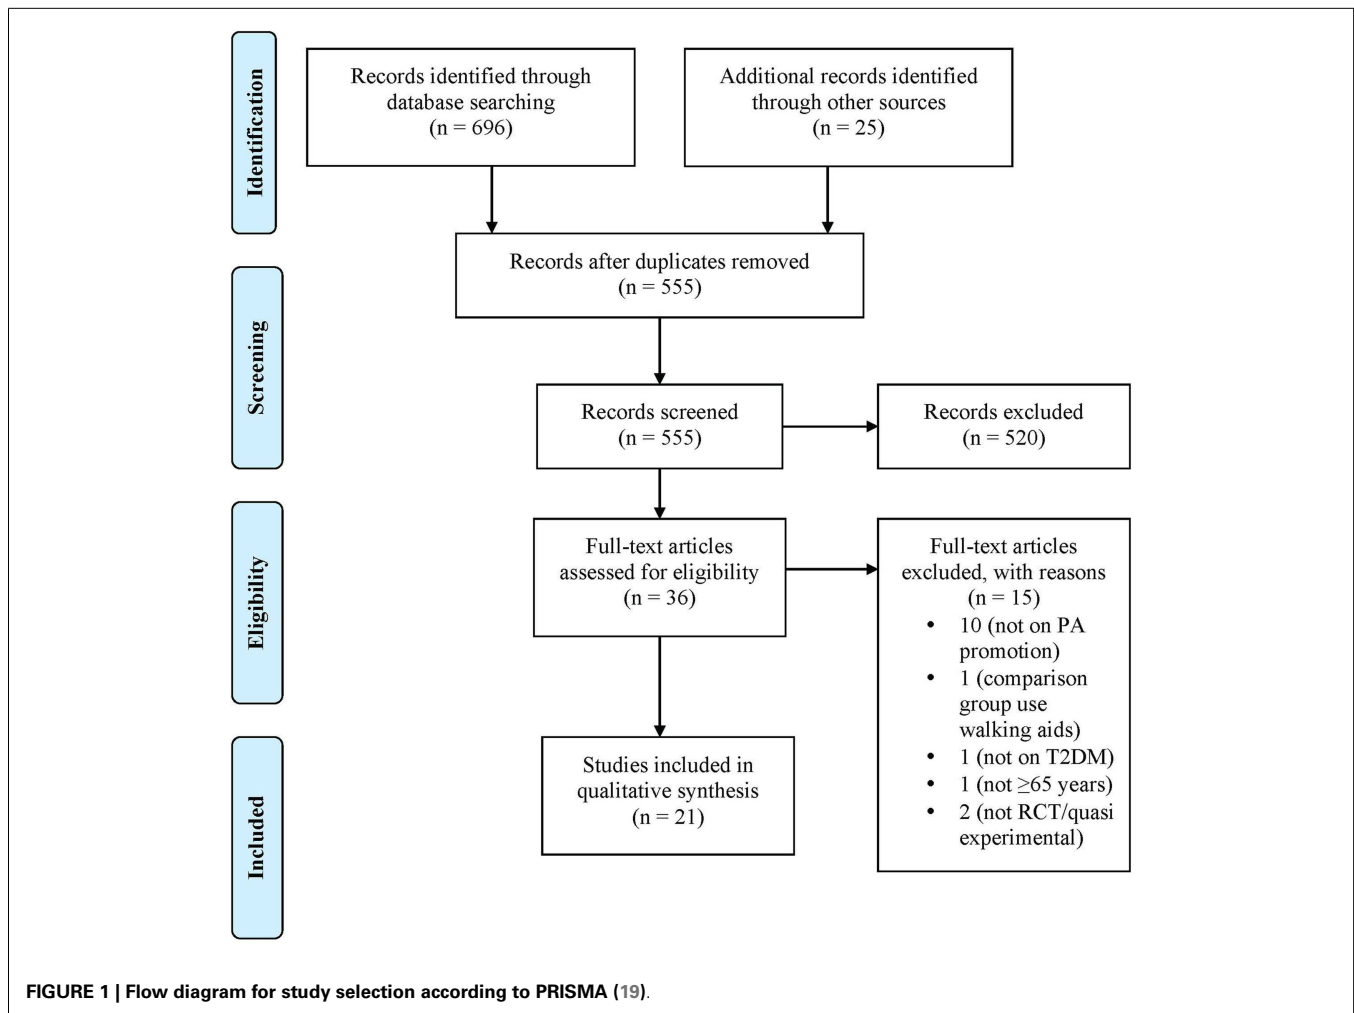 Identification
Records identified through
database searching
(n = 696)
Additional records identified
through other sources
(n = 25)
Records after duplicates removed
(n = 555)
Screening
Records screened
(n = 555)
Records excluded
(n = 520)
Eligibility
Full-text articles
assessed for eligibility
(n = 36)
Full-text articles
excluded, with reasons
(n = 15)
• 10 (not on PA
promotion)
• 1 (comparison
group use
walking aids)
• 1 (not on T2DM)
• 1 (not ≥65 years)
• 2 (not RCT/quasi
experimental)
Included
Studies included in
qualitative synthesis
(n = 21)
FIGURE 1 | Flow diagram for study selection according to PRISMA (19).